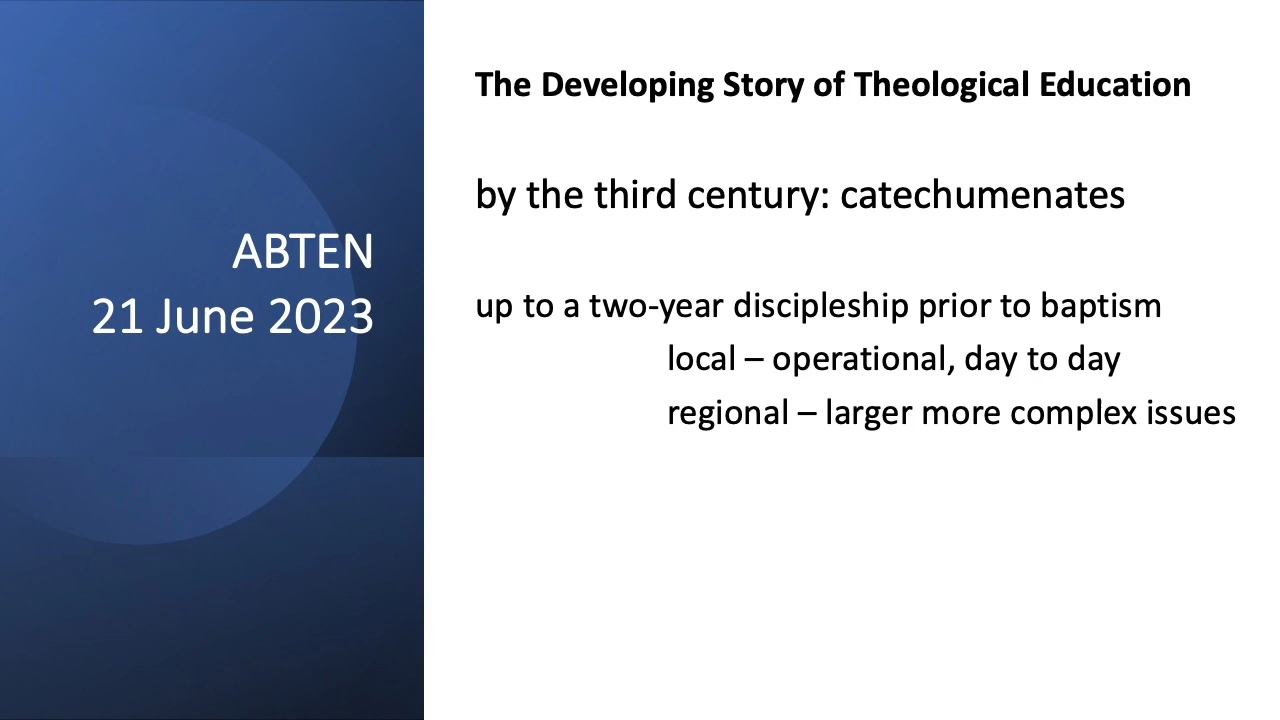 ABTEN
21 June 2023
The Developing Story of Theological Education
by the third century: catechumenates
up to a two-year discipleship prior to baptism
local – operational, day to day
regional – larger more complex issues